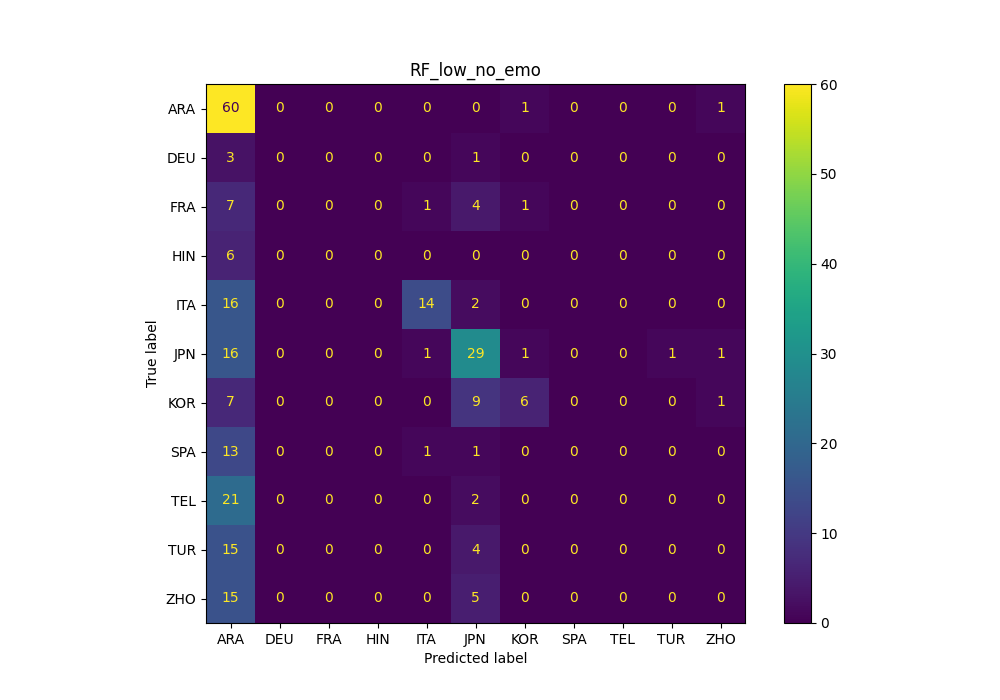 RF_low_no_emo
ARA 60 0 0 0 0 0 1 0 0 0 1
DEU 3 0 0 0 0 1 0 0 0 0 0
FRA 7 0 0 0 1 4 1 0 0 0 0
HIN 6 0 0 0 0 0 0 0 0 0 0
ITA 16 0 0 0 14 2 0 0 0 0 0
JPN 16 0 0 0 1 29 1 0 0 1 1
KOR 7 0 0 0 0 9 6 0 0 0 1
SPA 13 0 0 0 1 1 0 0 0 0 0
TEL 21 0 0 0 0 2 0 0 0 0 0
TUR 15 0 0 0 0 4 0 0 0 0 0
ZHO 15 0 0 0 0 5 0 0 0 0 0
ARA DEU FRA HIN ITA JPN KOR SPA TEL TUR ZHO
Predicted label
True label
60
50
40
30
20
10
0